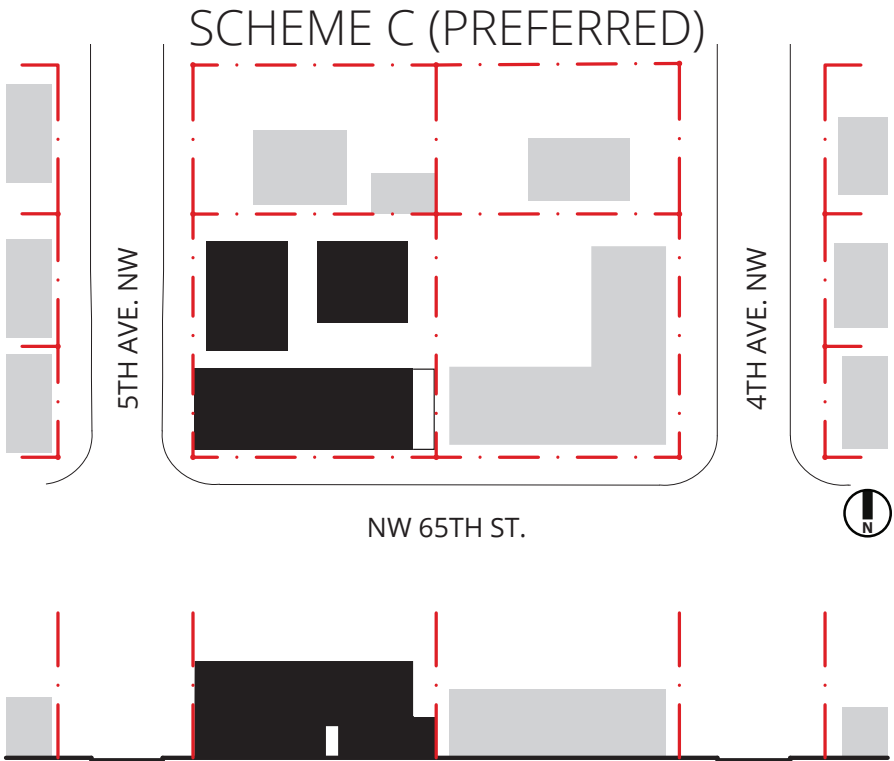 SCHEME C (PREFERRED)
5TH AVE. NW
4TH AVE. NW
NW 65TH ST.
N